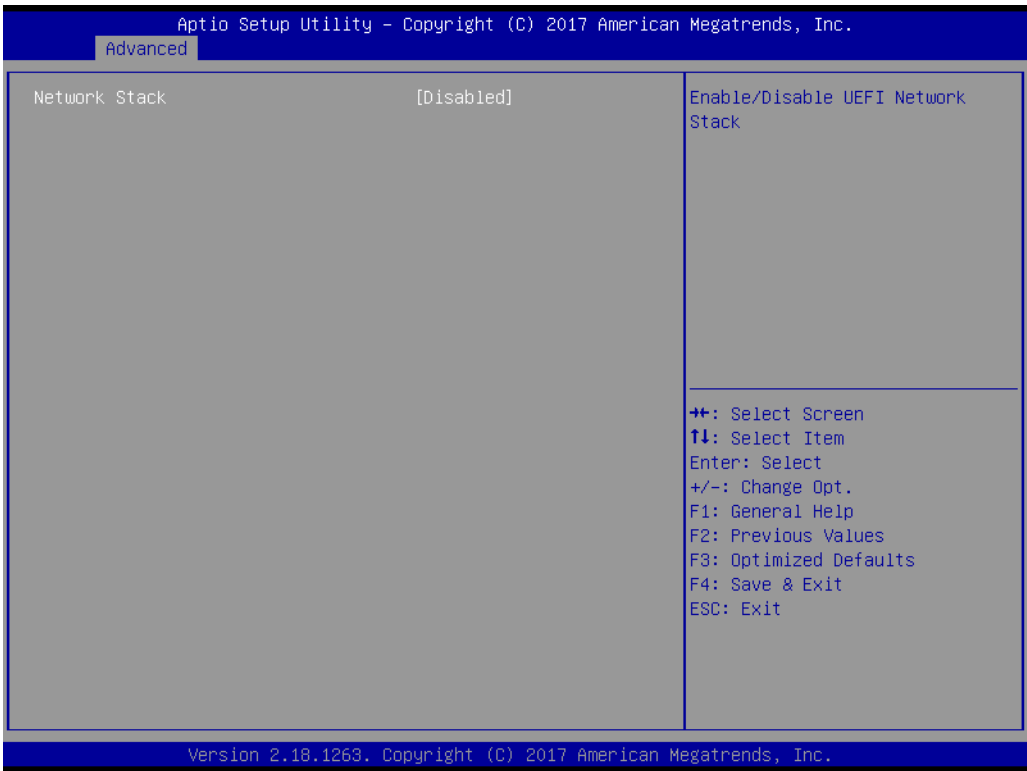 Aptio Setup Utility – Copyright (C) 2017 American Megatrends, Inc.
Advanced
Network Stack [Disabled]
Enable/Disable UEFI Network
Stack
→←: Select Screen
↑↓: Select Item
Enter: Select
+/-: Change Opt.
F1: General Help
F2: Previous Values
F3: Optimized Defaults
F4: Save & Exit
ESC: Exit
Version 2.18.1263. Copyright (C) 2017 American Megatrends, Inc.